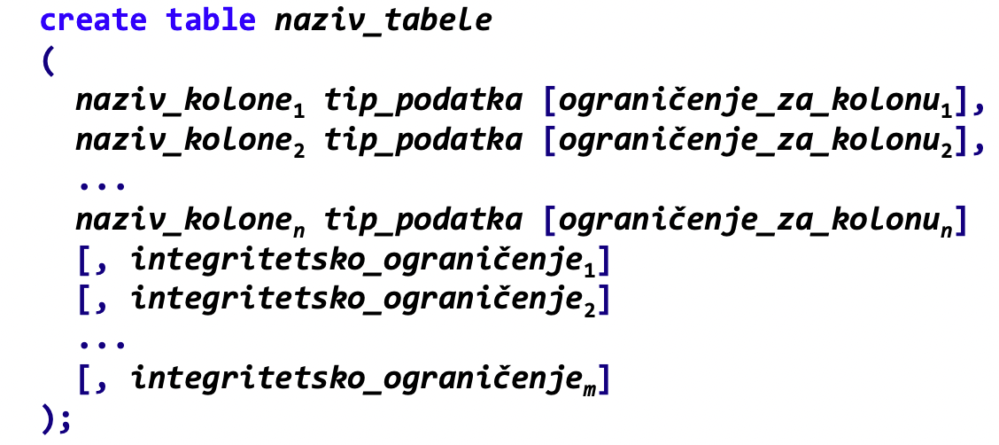 create table naziv_tabele
(
naziv_kolone₁ tip_podatka [ograničenje_za_kolonu₁],
naziv_kolone₂ tip_podatka [ograničenje_za_kolonu₂],
...
naziv_koloneₙ tip_podatka [ograničenje_za_kolonuₙ]
[, integritetsko_ograničenje₁]
[, integritetsko_ograničenje₂]
...
[, integritetsko_ograničenjeₘ]
);